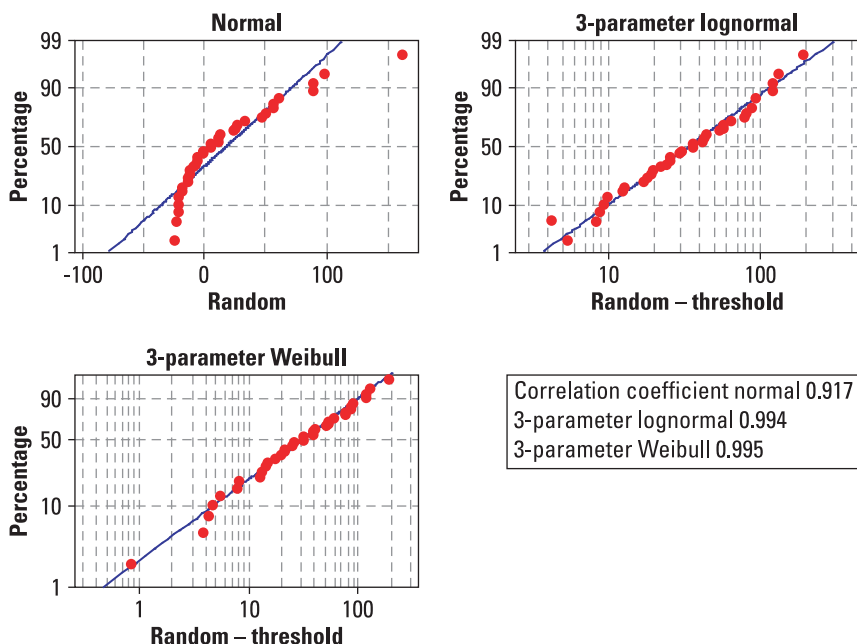 Normal
99
90
50
10
1
Percentage
-100
0
100
Random
3-parameter lognormal
99
90
50
10
1
Percentage
10
100
Random – threshold
3-parameter Weibull
90
50
10
1
Percentage
1
10
100
Random – threshold
Correlation coefficient normal 0.917
3-parameter lognormal 0.994
3-parameter Weibull 0.995